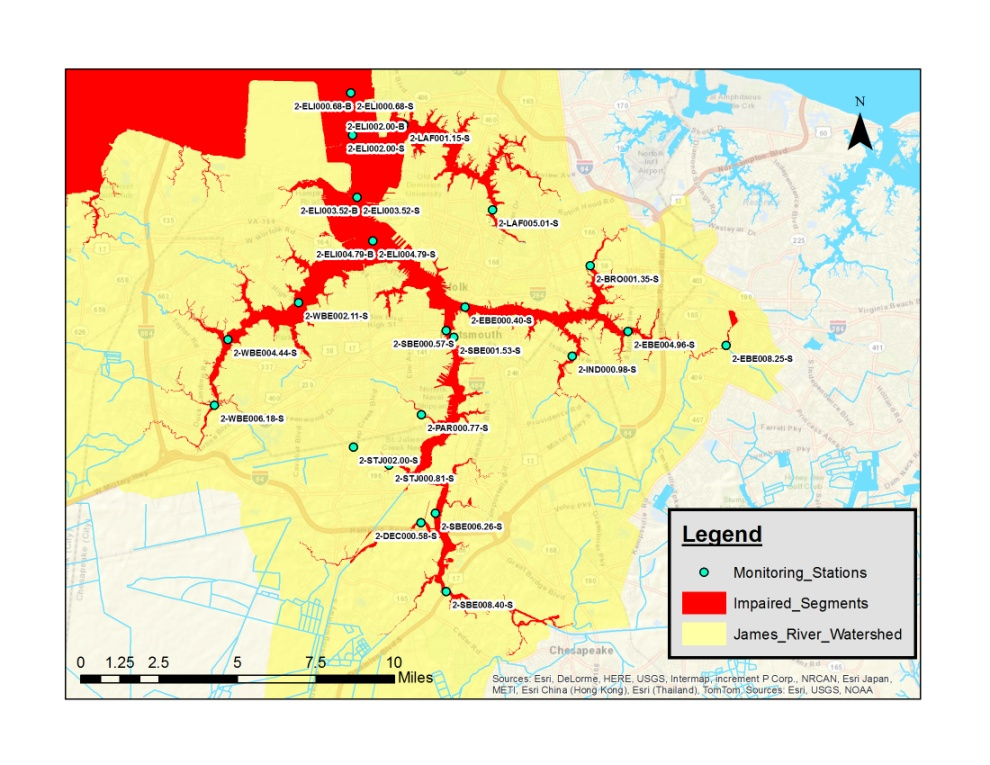 N
2-ELI000.68-B 2-ELI000.68-S
2-ELI002.00-B
2-LAF001.15-S
2-ELI002.00-S
2-ELI003.52-B 2-ELI003.52-S
2-LAF005.01-S
2-ELI004.79-B 2-ELI004.79-S
2-BRO001.35-S
2-WBE002.11-S
2-EBE000.40-S
2-SBE000.57-S
2-EBE004.96-S
2-WBE004.44-S
2-SBE001.53-S
2-EBE008.25-S
2-IND000.98-S
2-WBE006.18-S
2-PAR000.77-S
2-STJ002.00-S
2-STJ000.81-S
2-SBE006.26-S
2-DEC000.58-S
2-SBE008.40-S
Norfolk
Airport
Virginia Beach
Chesapeake
Legend
Monitoring_Stations
Impaired_Segments
James_River_Watershed
0 1.25 2.5 5 7.5 10
Miles
Sources: Esri, DeLorme, HERE, USGS, Intermap, increment P Corp., NRCAN, Esri Japan,
METI, Esri China (Hong Kong), Esri (Thailand), TomTom, Sources: Esri, USGS, NOAA